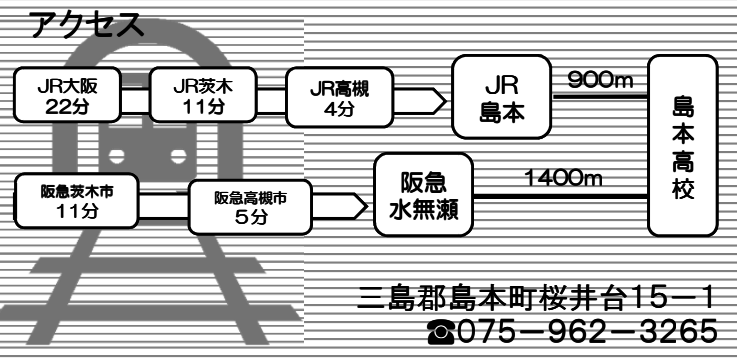 アクセス
JR大阪
22分
JR茨木
11分
JR高槻
4分
JR
島本
900m
島本高校
阪急茨木市
11分
阪急高槻市
5分
阪急
水無瀬
1400m
三島郡島本町桜井台15－1
☎075－962－3265